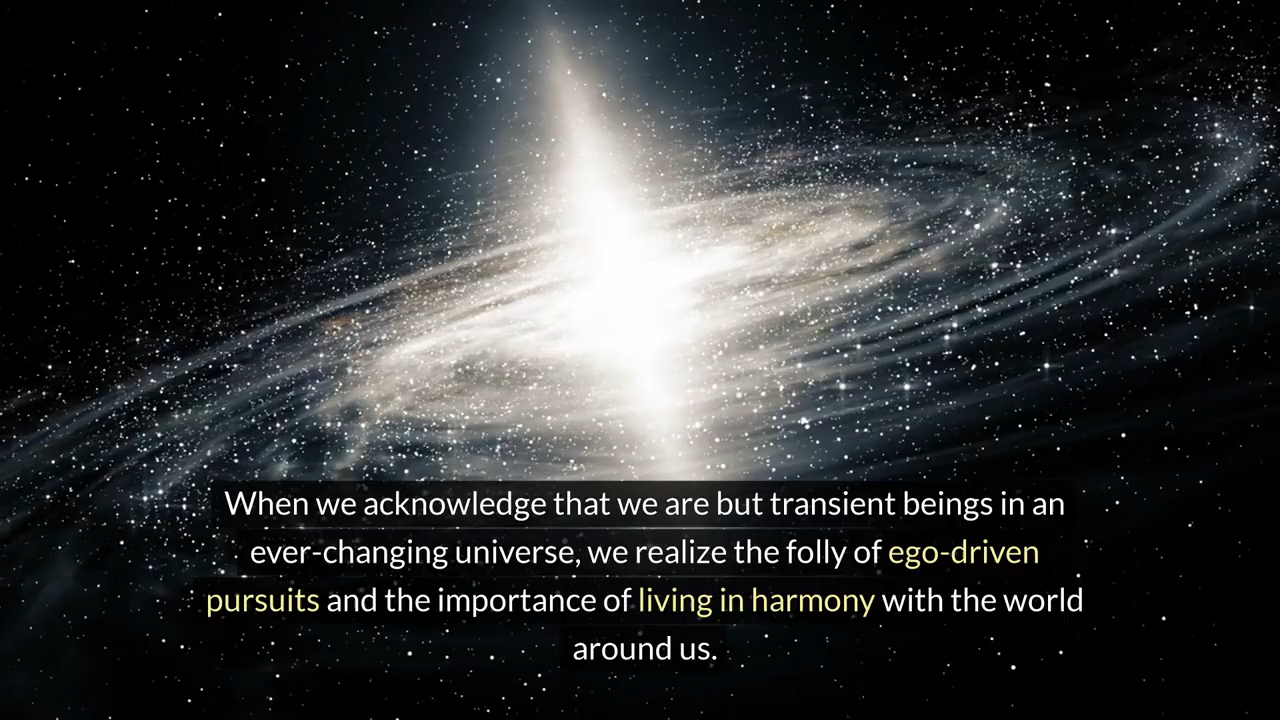 When we acknowledge that we are but transient beings in an
ever-changing universe, we realize the folly of ego-driven
pursuits and the importance of living in harmony with the world
around us.